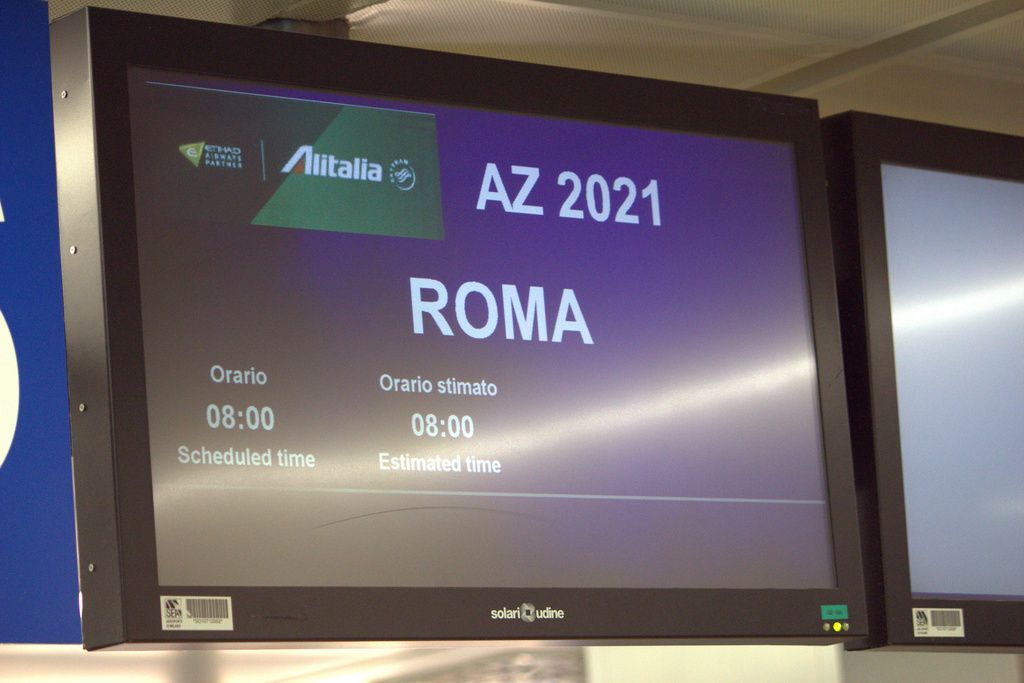 ETIHAD
AIRWAYS
PARTNER
Alitalia
AZ 2021
ROMA
Orario
08:00
Scheduled time
Orario stimato
08:00
Estimated time
SEA
solari udine